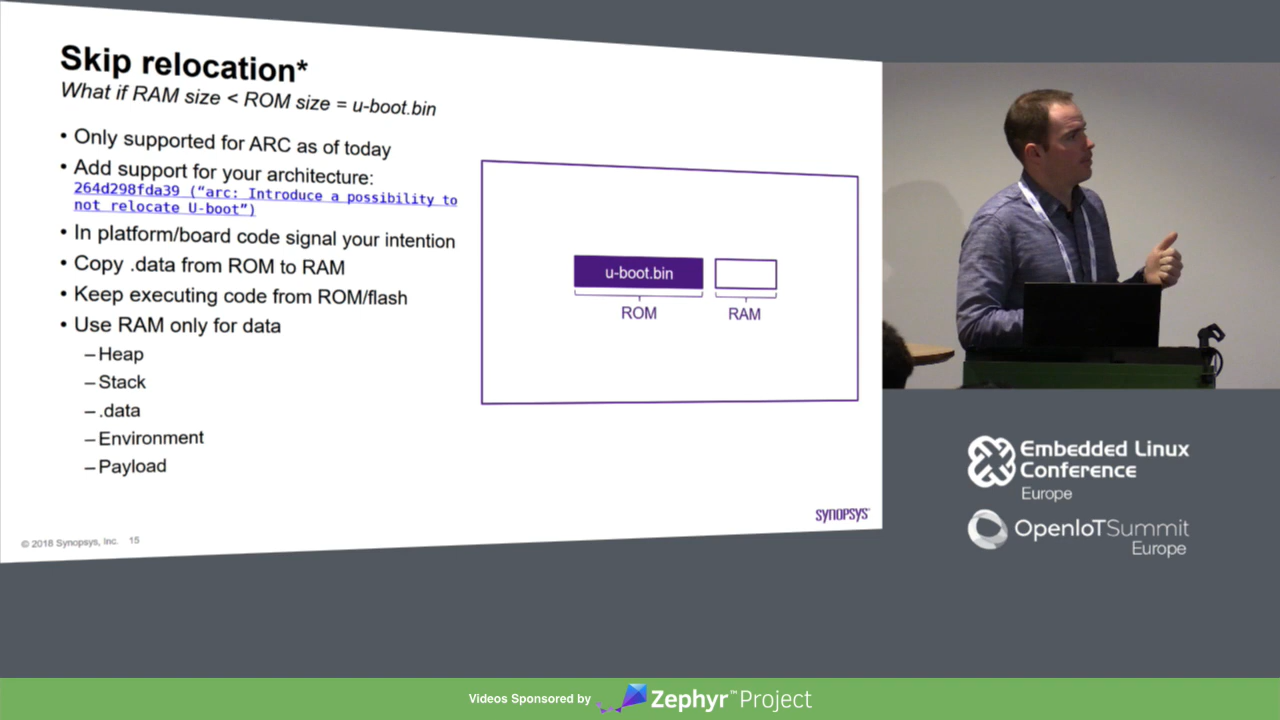 Skip relocation*
What if RAM size < ROM size = u-boot.bin
• Only supported for ARC as of today
• Add support for your architecture:
264d298fda39 (“arc: Introduce a possibility to
not relocate U-boot”)
• In platform/board code signal your intention
• Copy .data from ROM to RAM
• Keep executing code from ROM/flash
• Use RAM only for data
– Heap
– Stack
– .data
– Environment
– Payload
u-boot.bin
ROM
RAM
© 2018 Synopsys, Inc. 15
SYNOPSYS®
Embedded Linux
Conference
Europe
OpenIoTSummit
Europe
Videos Sponsored by
Zephyr™Project